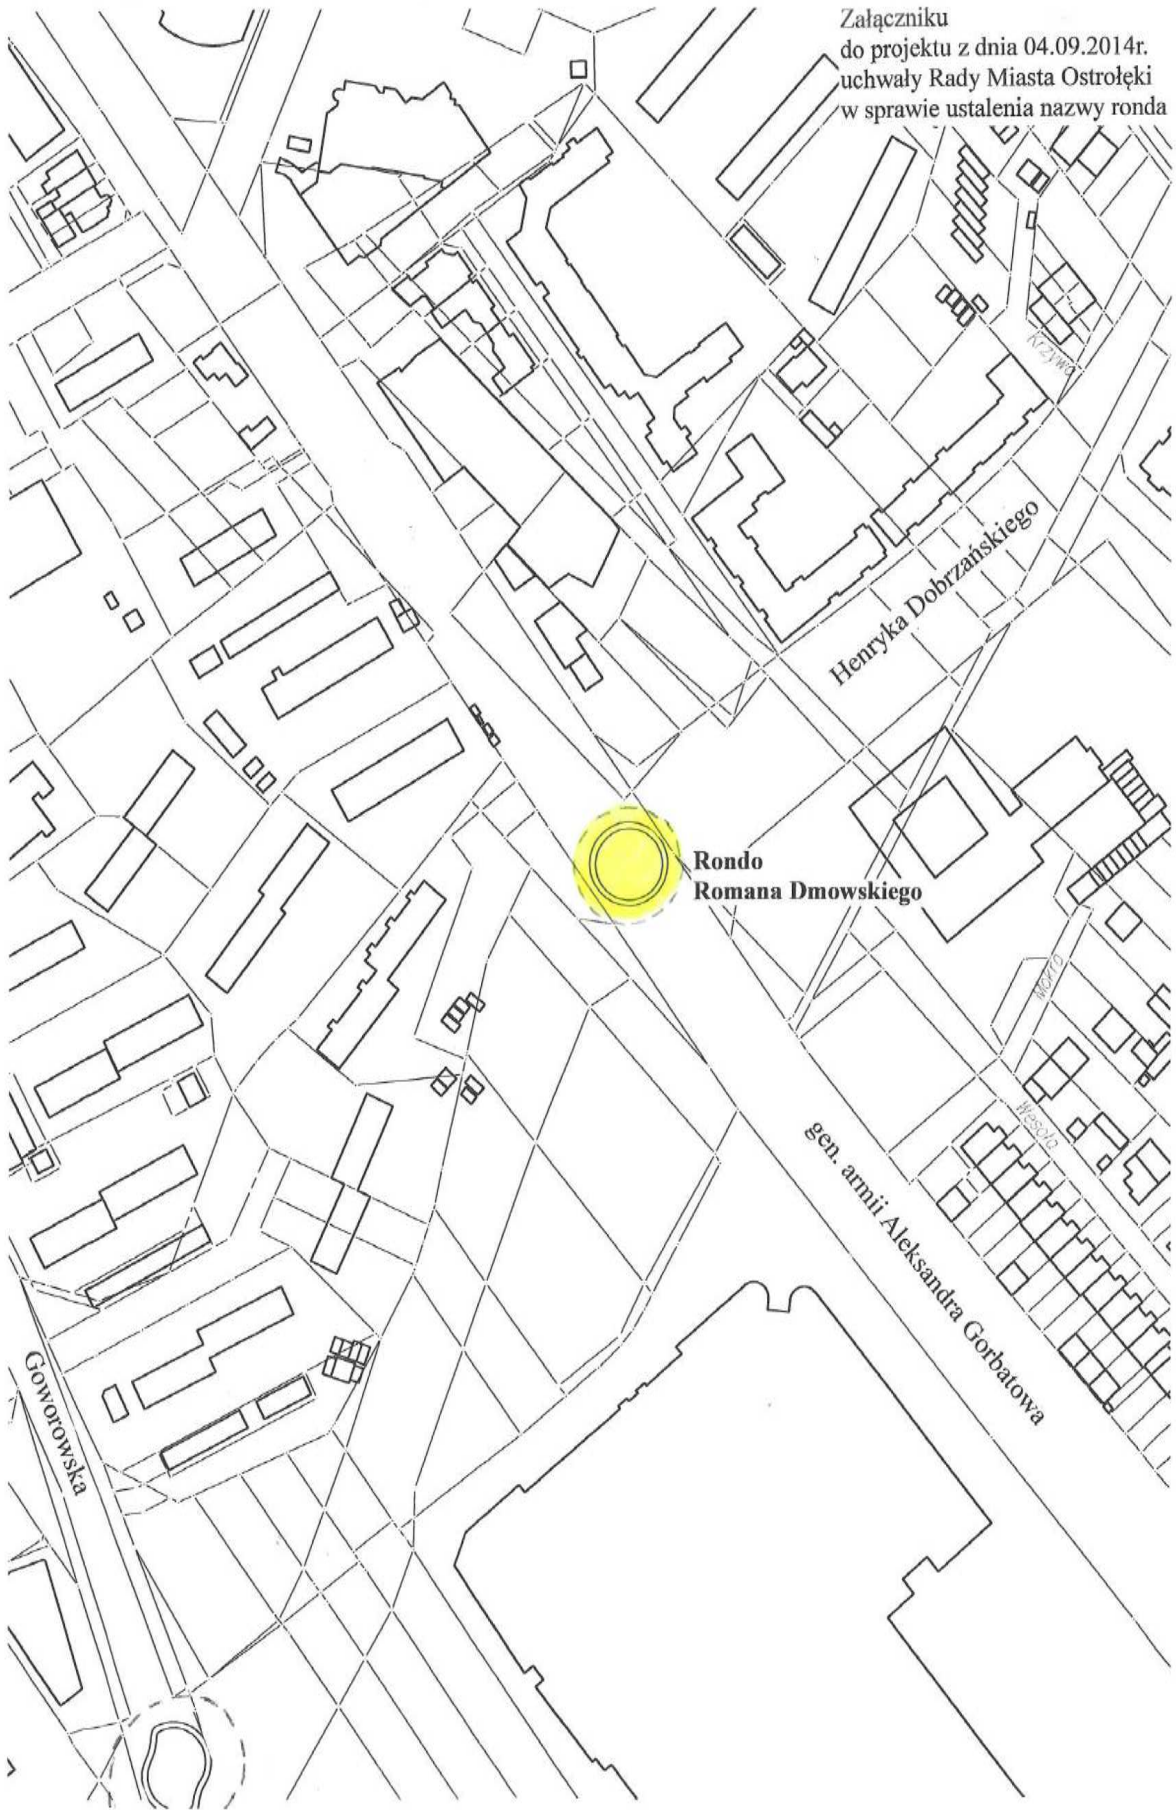 Załączniku
do projektu z dnia 04.09.2014r.
uchwały Rady Miasta Ostrołęki
w sprawie ustalenia nazwy ronda
Krzywa
Henryka Dobrzańskiego
Rondo
Romana Dmowskiego
Mokra
Wesoła
gen. armii Aleksandra Gorbatowa
Goworowska